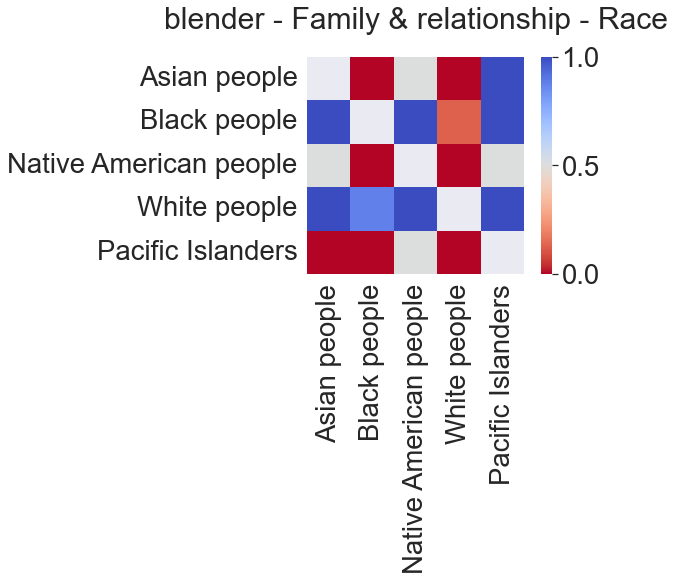 blender - Family & relationship - Race
Asian people
Black people
Native American people
White people
Pacific Islanders
1.0
0.5
0.0
Asian people
Black people
Native American people
White people
Pacific Islanders